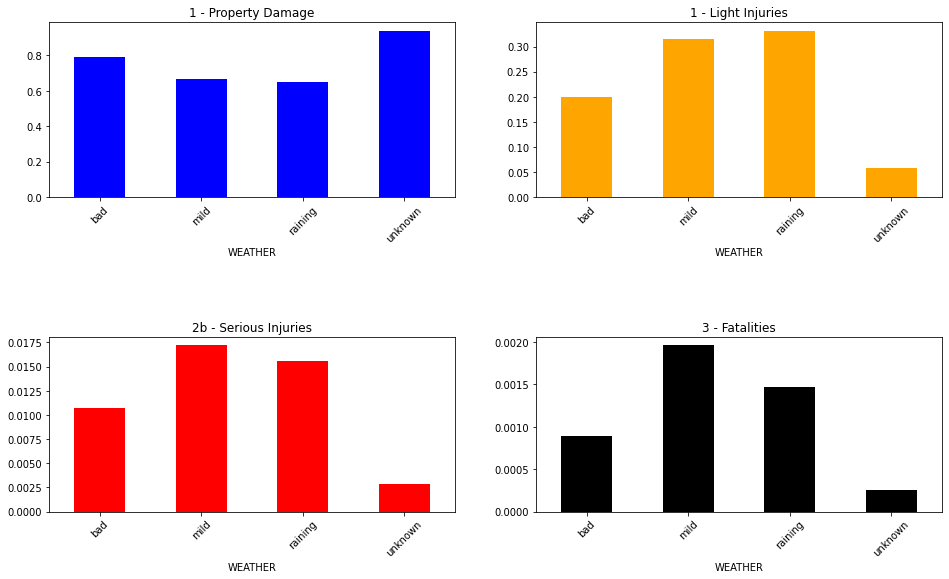 1 - Property Damage
0.8
0.6
0.4
0.2
0.0
bad
mild
raining
unknown
WEATHER
1 - Light Injuries
0.30
0.25
0.20
0.15
0.10
0.05
0.00
bad
mild
raining
unknown
WEATHER
2b - Serious Injuries
0.0175
0.0150
0.0125
0.0100
0.0075
0.0050
0.0025
0.0000
bad
mild
raining
unknown
WEATHER
3 - Fatalities
0.0020
0.0015
0.0010
0.0005
0.0000
bad
mild
raining
unknown
WEATHER